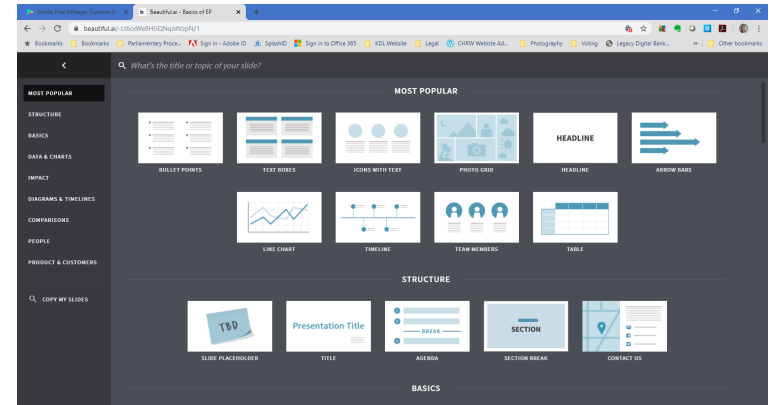 Stride Free Mileage, Expense &
Beautiful.ai - Basics of EP
beautiful.ai/-Lt6cxWe8HGQNq/dVzpN/1
Bookmarks Bookmarks Parliamentary Proce... Sign in - Adobe ID SplashID Sign in to Office 365 KDL Website Legal CHRW Webiste Ad... Photography Voting Legacy Digital Bank... » Other bookmarks
What's the title or topic of your slide?
MOST POPULAR
STRUCTURE
BASICS
DATA & CHARTS
IMPACT
DIAGRAMS & TIMELINES
COMPARISONS
PEOPLE
PRODUCT & CUSTOMERS
COPY MY SLIDES
MOST POPULAR
HEADLINE
BULLET POINTS TEXT BOXES ICONS WITH TEXT PHOTO GRID HEADLINE ARROW BARS
LINE CHART TIMELINE TEAM MEMBERS TABLE
STRUCTURE
TBD
Presentation Title
BREAK
SECTION
SLIDE PLACEHOLDER TITLE AGENDA SECTION BREAK CONTACT US
BASICS